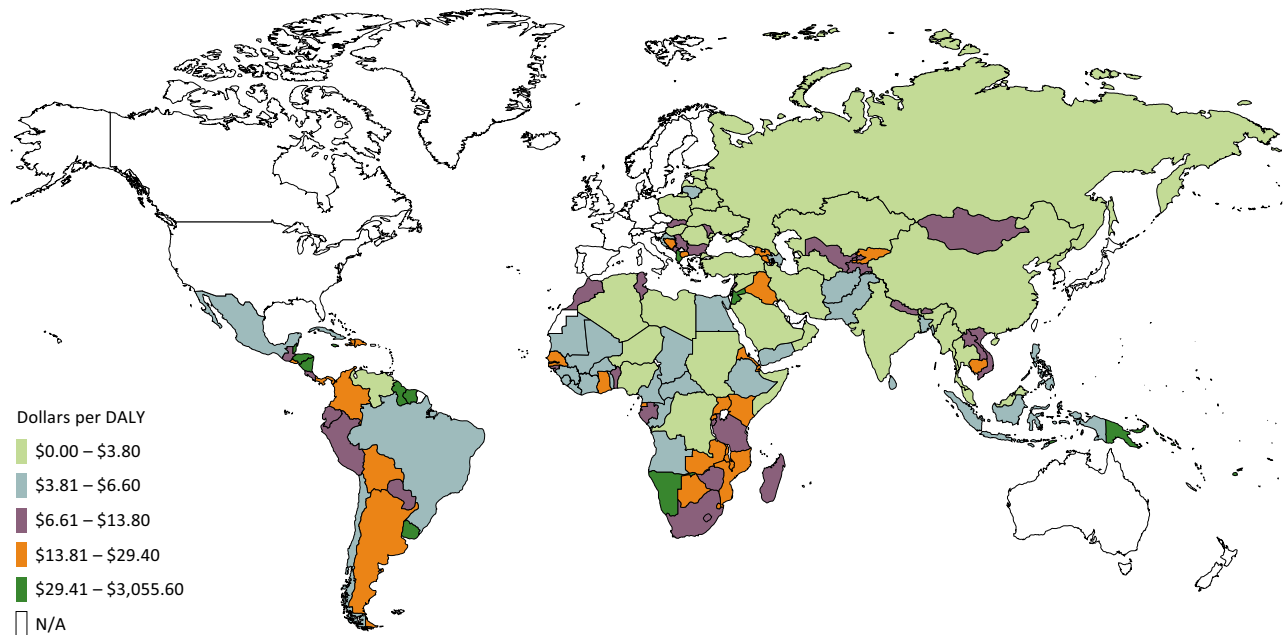 Dollars per DALY
$0.00 – $3.80
$3.81 – $6.60
$6.61 – $13.80
$13.81 – $29.40
$29.41 – $3,055.60
N/A